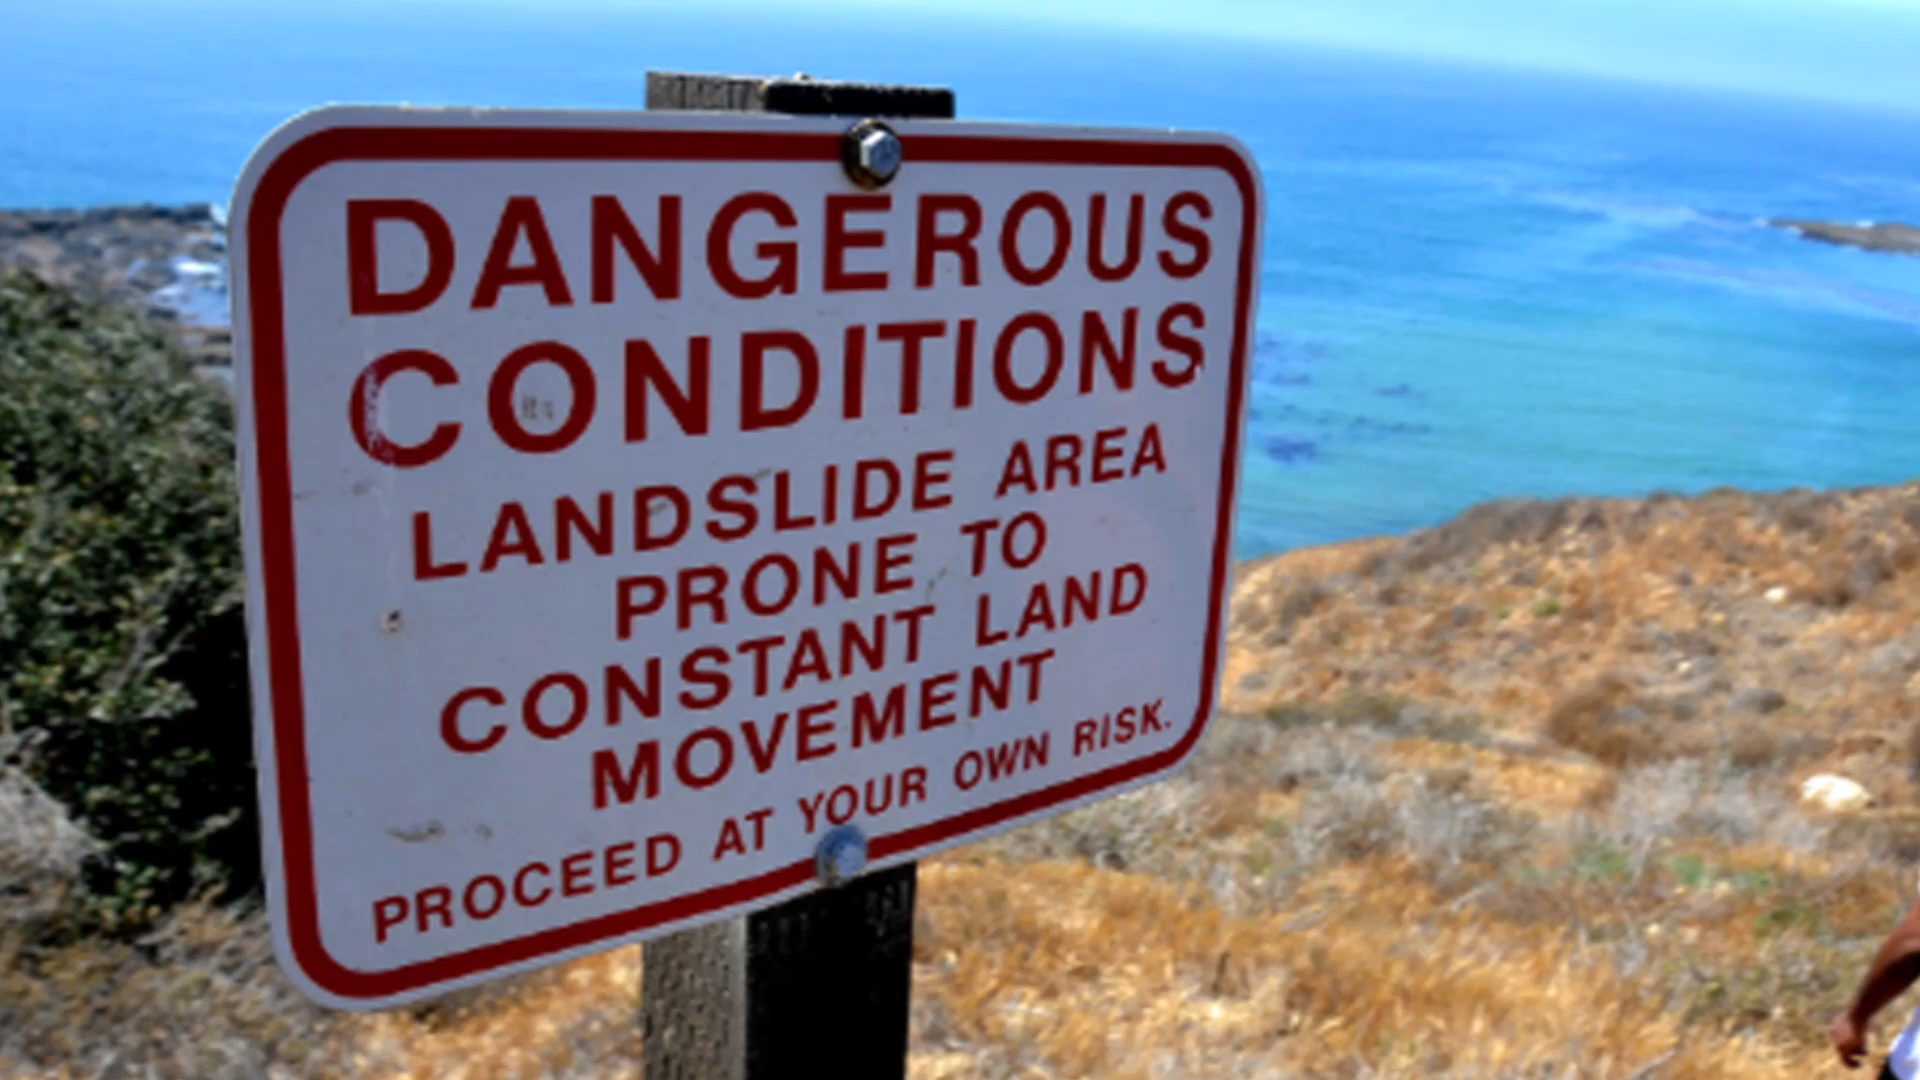 DANGEROUS
CONDITIONS
LANDSLIDE AREA
PRONE TO
CONSTANT LAND
MOVEMENT
PROCEED AT YOUR OWN RISK.